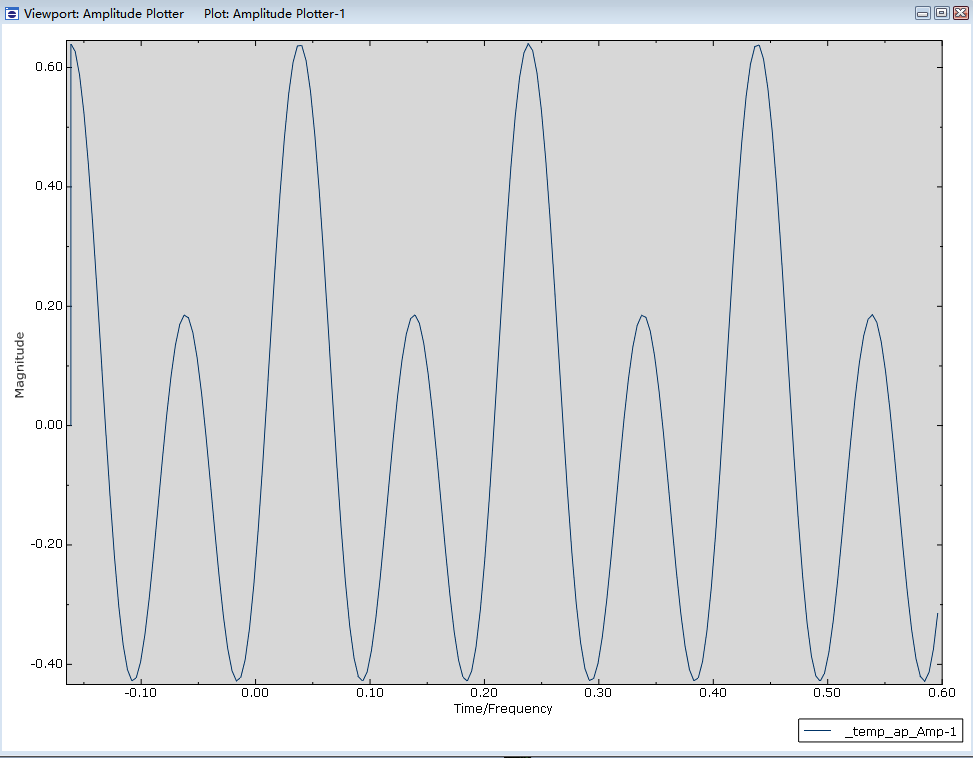 Viewport: Amplitude Plotter Plot: Amplitude Plotter-1
0.60
0.40
0.20
0.00
-0.20
-0.40
Magnitude
-0.10 0.00 0.10 0.20 0.30 0.40 0.50 0.60
Time/Frequency
_temp_ap_Amp-1